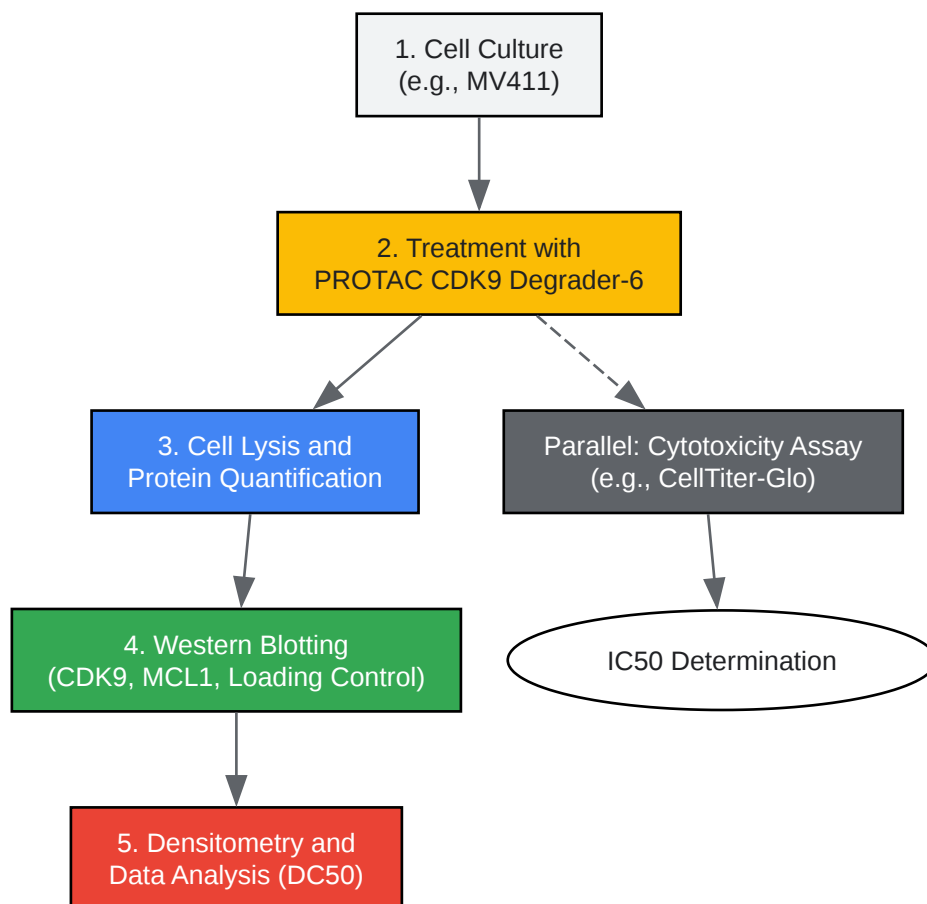 1. Cell Culture
(e.g., MV411)
2. Treatment with
PROTAC CDK9 Degrader-6
3. Cell Lysis and
Protein Quantification
Parallel: Cytotoxicity Assay
(e.g., CellTiter-Glo)
4. Western Blotting
(CDK9, MCL1, Loading Control)
IC50 Determination
5. Densitometry and
Data Analysis (DC50)